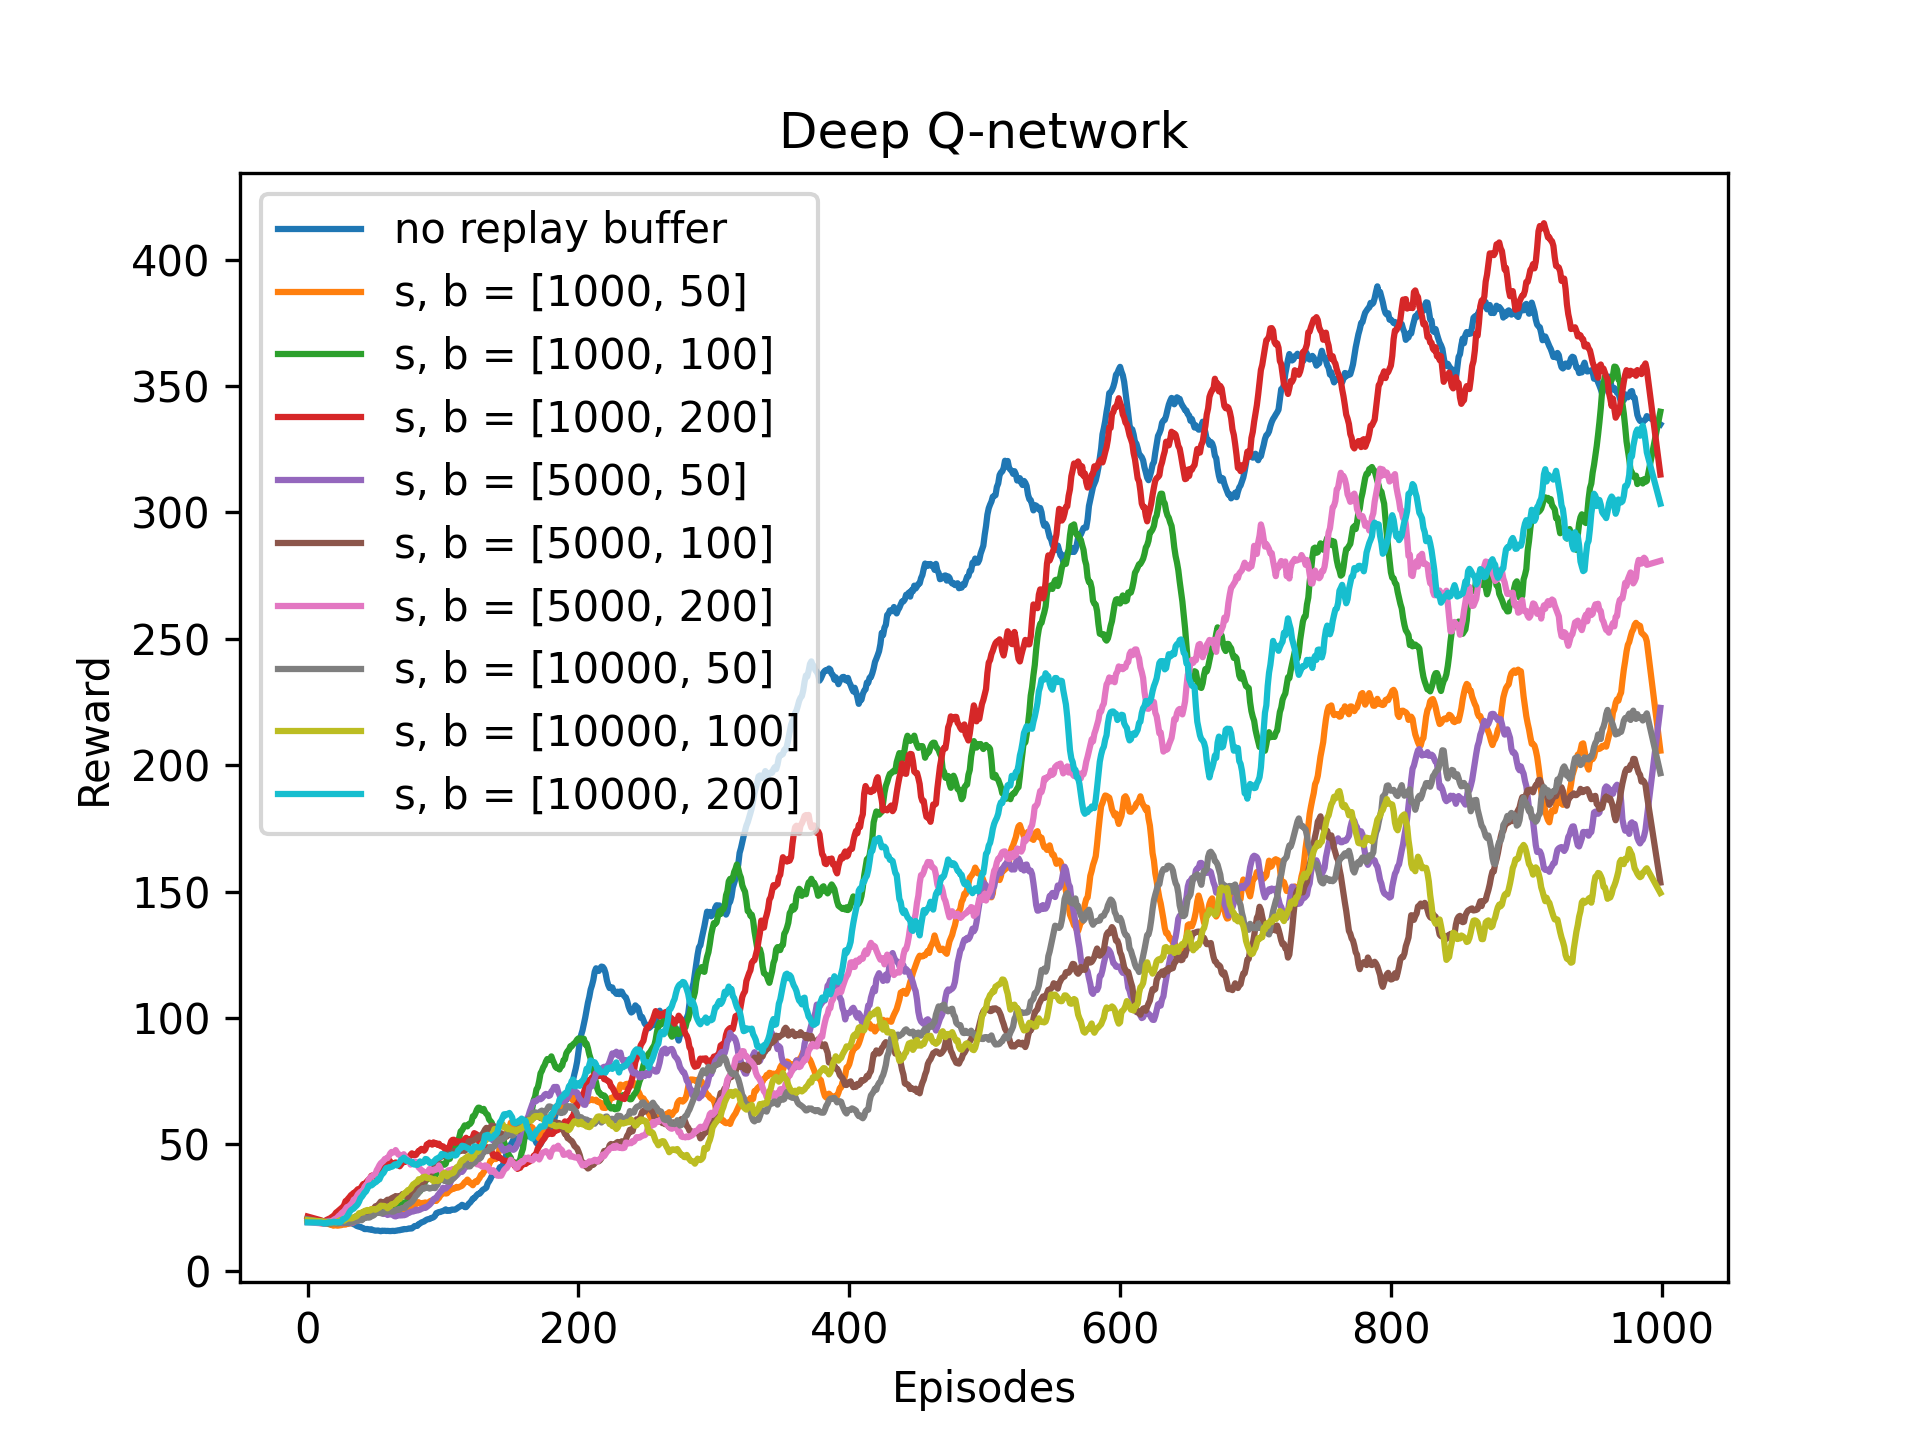 Deep Q-network
no replay buffer
s, b = [1000, 50]
s, b = [1000, 100]
s, b = [1000, 200]
s, b = [5000, 50]
s, b = [5000, 100]
s, b = [5000, 200]
s, b = [10000, 50]
s, b = [10000, 100]
s, b = [10000, 200]
400
350
300
250
200
150
100
50
0
Reward
0 200 400 600 800 1000
Episodes